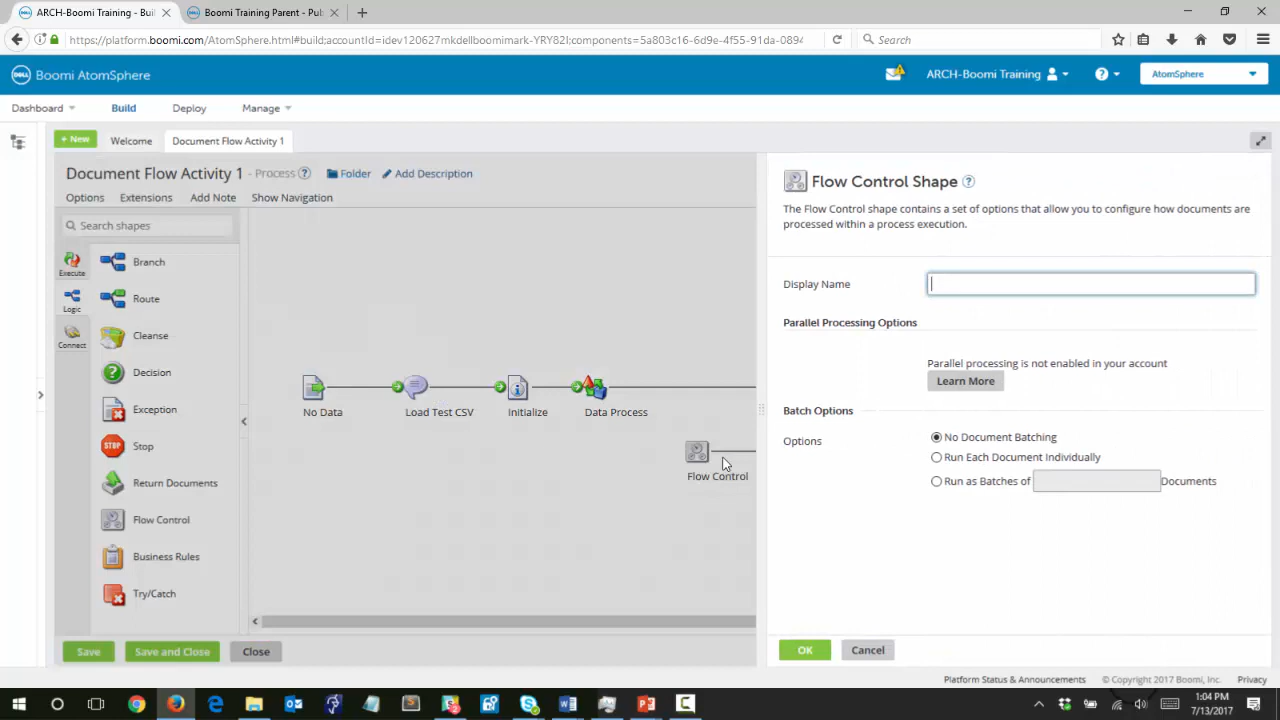 ARCH-Boomi Training - Buil
Boomi Training Parent - Pub
https://platform.boomi.com/AtomSphere.html#build;accountId=idev120627mkdellboomimark-YRY82I;components=5a803c16-6d9e-4f55-91da-0894
Search
DELL
Boomi AtomSphere
ARCH-Boomi Training
AtomSphere
Dashboard
Build
Deploy
Manage
+ New
Welcome
Document Flow Activity 1
Document Flow Activity 1 - Process
Folder
Add Description
Options
Extensions
Add Note
Show Navigation
Search shapes
Execute
Logic
Connect
Branch
Route
Cleanse
Decision
Exception
STOP
Stop
Return Documents
Flow Control
Business Rules
Try/Catch
No Data
Load Test CSV
Initialize
Data Process
Flow Control
Save
Save and Close
Close
Flow Control Shape
The Flow Control shape contains a set of options that allow you to configure how documents are
processed within a process execution.
Display Name
Parallel Processing Options
Parallel processing is not enabled in your account
Learn More
Batch Options
Options
No Document Batching
Run Each Document Individually
Run as Batches of
Documents
OK
Cancel
Platform Status & Announcements
© Copyright 2017 Boomi, Inc.
Privacy
1:04 PM
7/13/2017